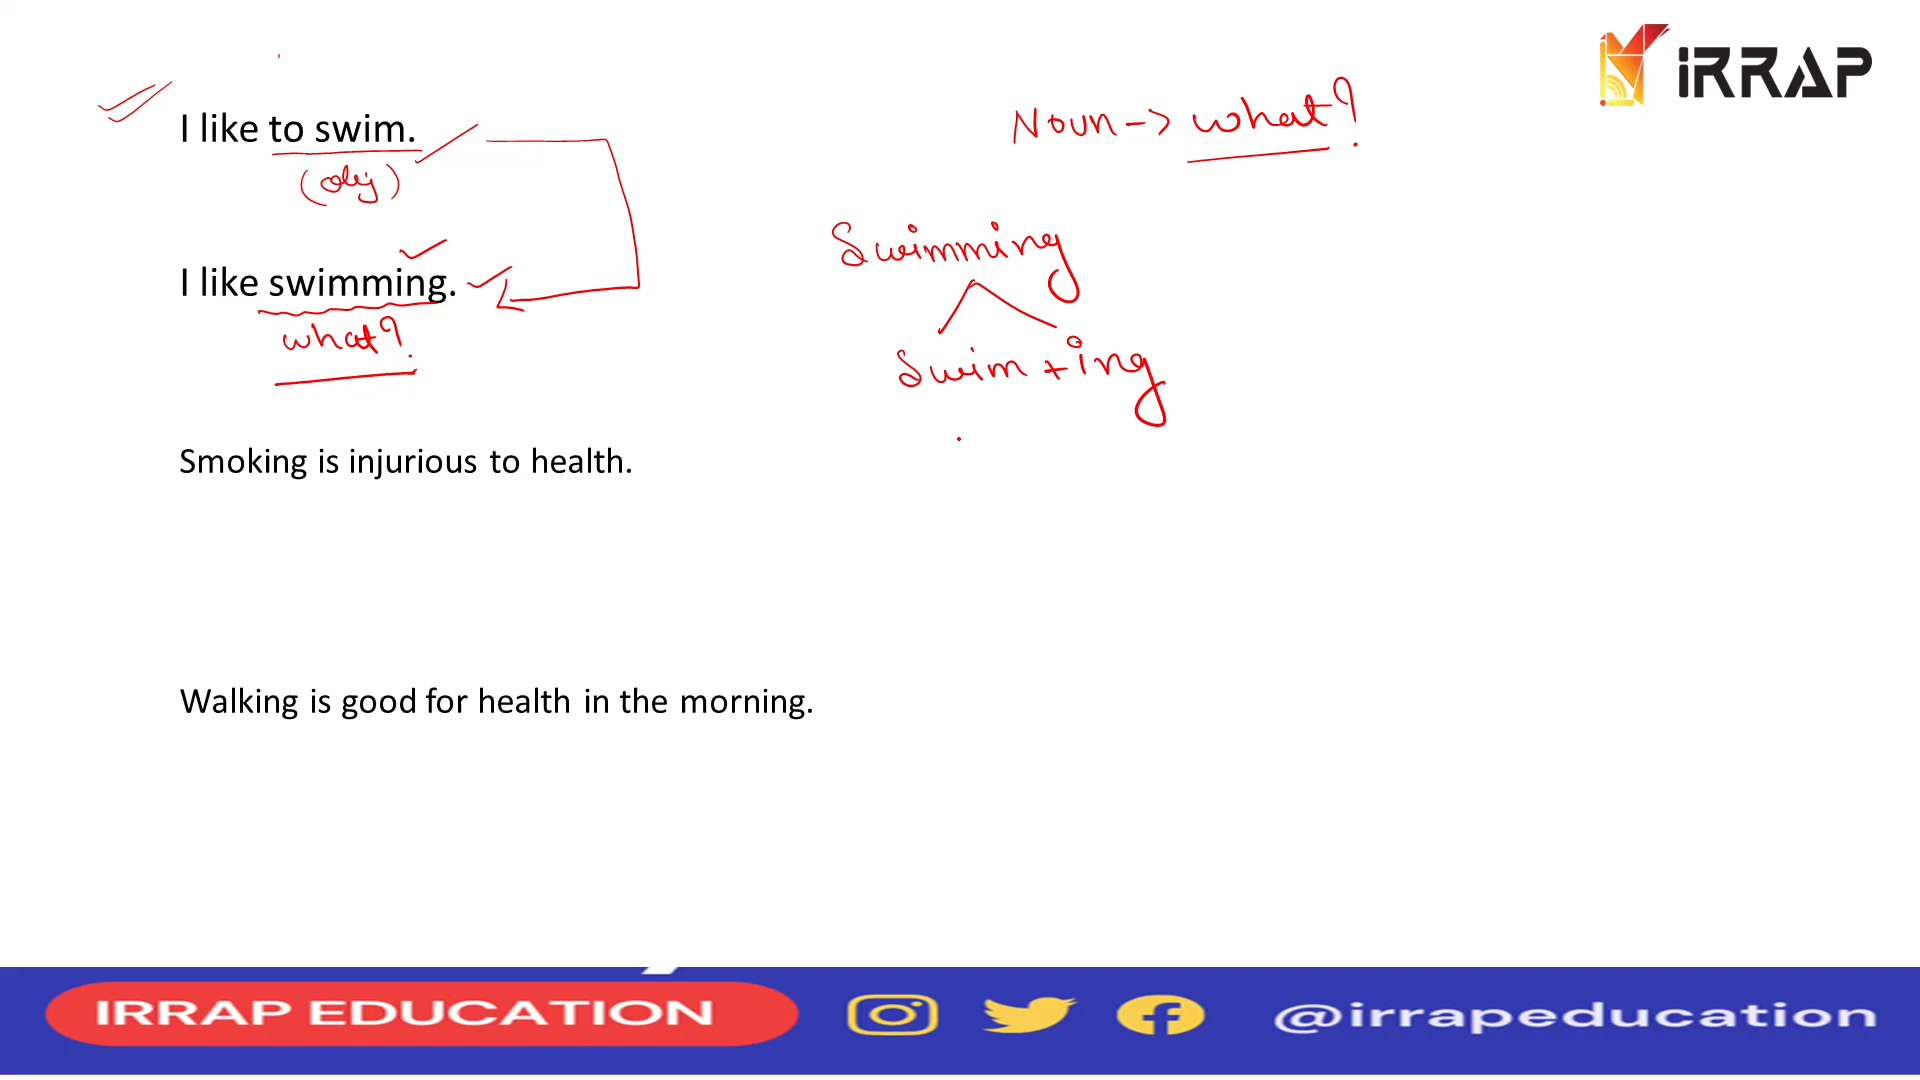 iRRAP
I like to swim.
(obj)
Noun -> what?
I like swimming.
what?
Swimming
Swim + ing
Smoking is injurious to health.
Walking is good for health in the morning.
IRRAP EDUCATION
@irrapeducation